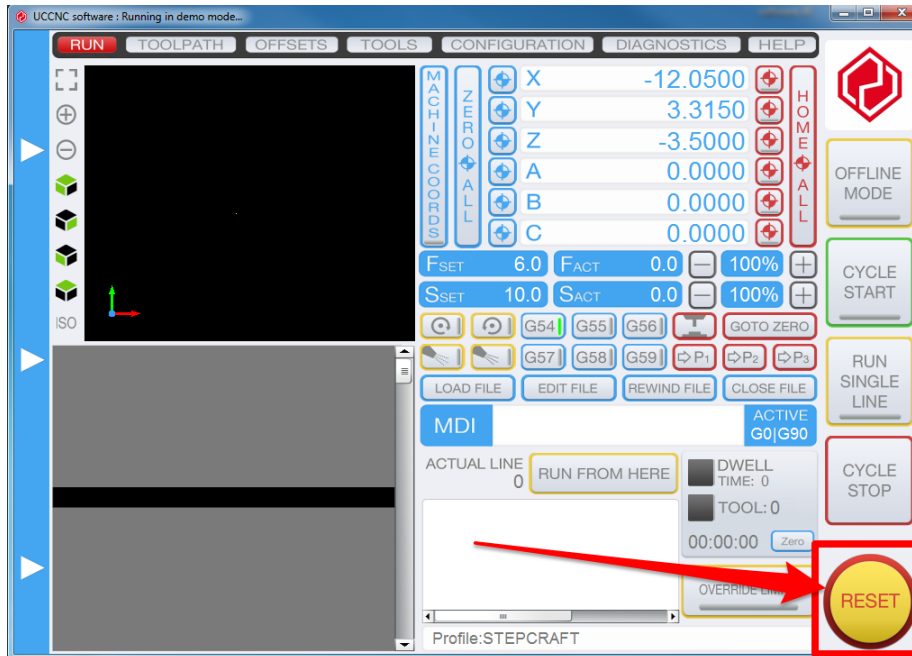 UCCNC software : Running in demo mode...
RUN TOOLPATH OFFSETS TOOLS CONFIGURATION DIAGNOSTICS HELP
MACHINE COORDS
ZERO ALL
X -12.0500
Y 3.3150
Z -3.5000
A 0.0000
B 0.0000
C 0.0000
HOME ALL
FSET 6.0 FACT 0.0 100%
SSET 10.0 SACT 0.0 100%
ISO
G54 G55 G56 GOTO ZERO
G57 G58 G59 P1 P2 P3
LOAD FILE EDIT FILE REWIND FILE CLOSE FILE
MDI
ACTIVE
G0|G90
ACTUAL LINE
0
RUN FROM HERE
DWELL
TIME: 0
TOOL: 0
00:00:00 Zero
OVERRIDE
Profile:STEPCRAFT
OFFLINE
MODE
CYCLE
START
RUN
SINGLE
LINE
CYCLE
STOP
RESET